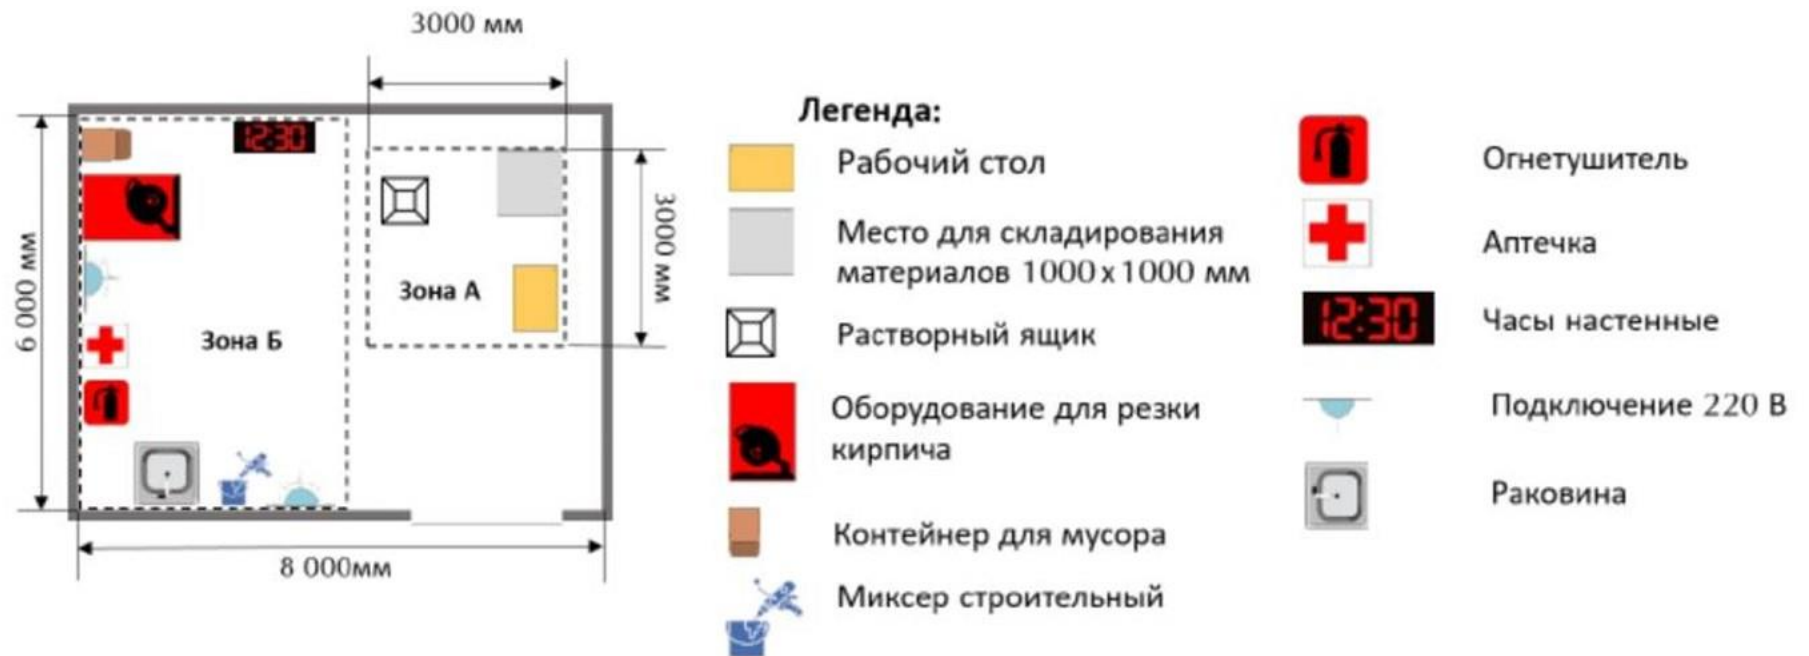 3000 мм
12:30
3000 мм
6 000 мм
Зона А
Зона Б
8 000мм
Легенда:
Рабочий стол
Место для складирования
материалов 1000 x 1000 мм
Растворный ящик
Оборудование для резки
кирпича
Контейнер для мусора
Миксер строительный
Огнетушитель
Аптечка
12:30
Часы настенные
Подключение 220 В
Раковина